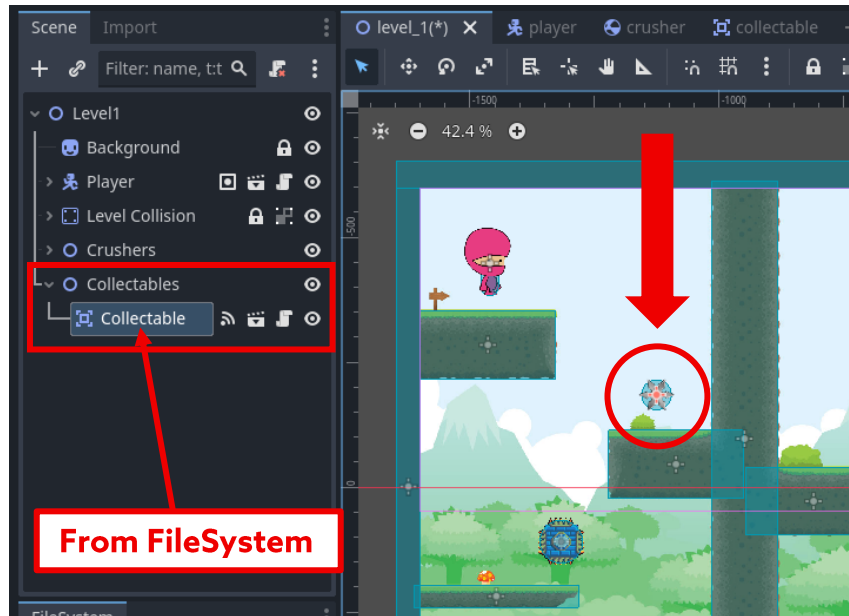 Scene Import
level_1(*) player crusher collectable
Filter: name, t:t
Level1
Background
Player
Level Collision
Crushers
Collectables
Collectable
From FileSystem
FileSystem
-1500 -1000
42.4 %
-500
0